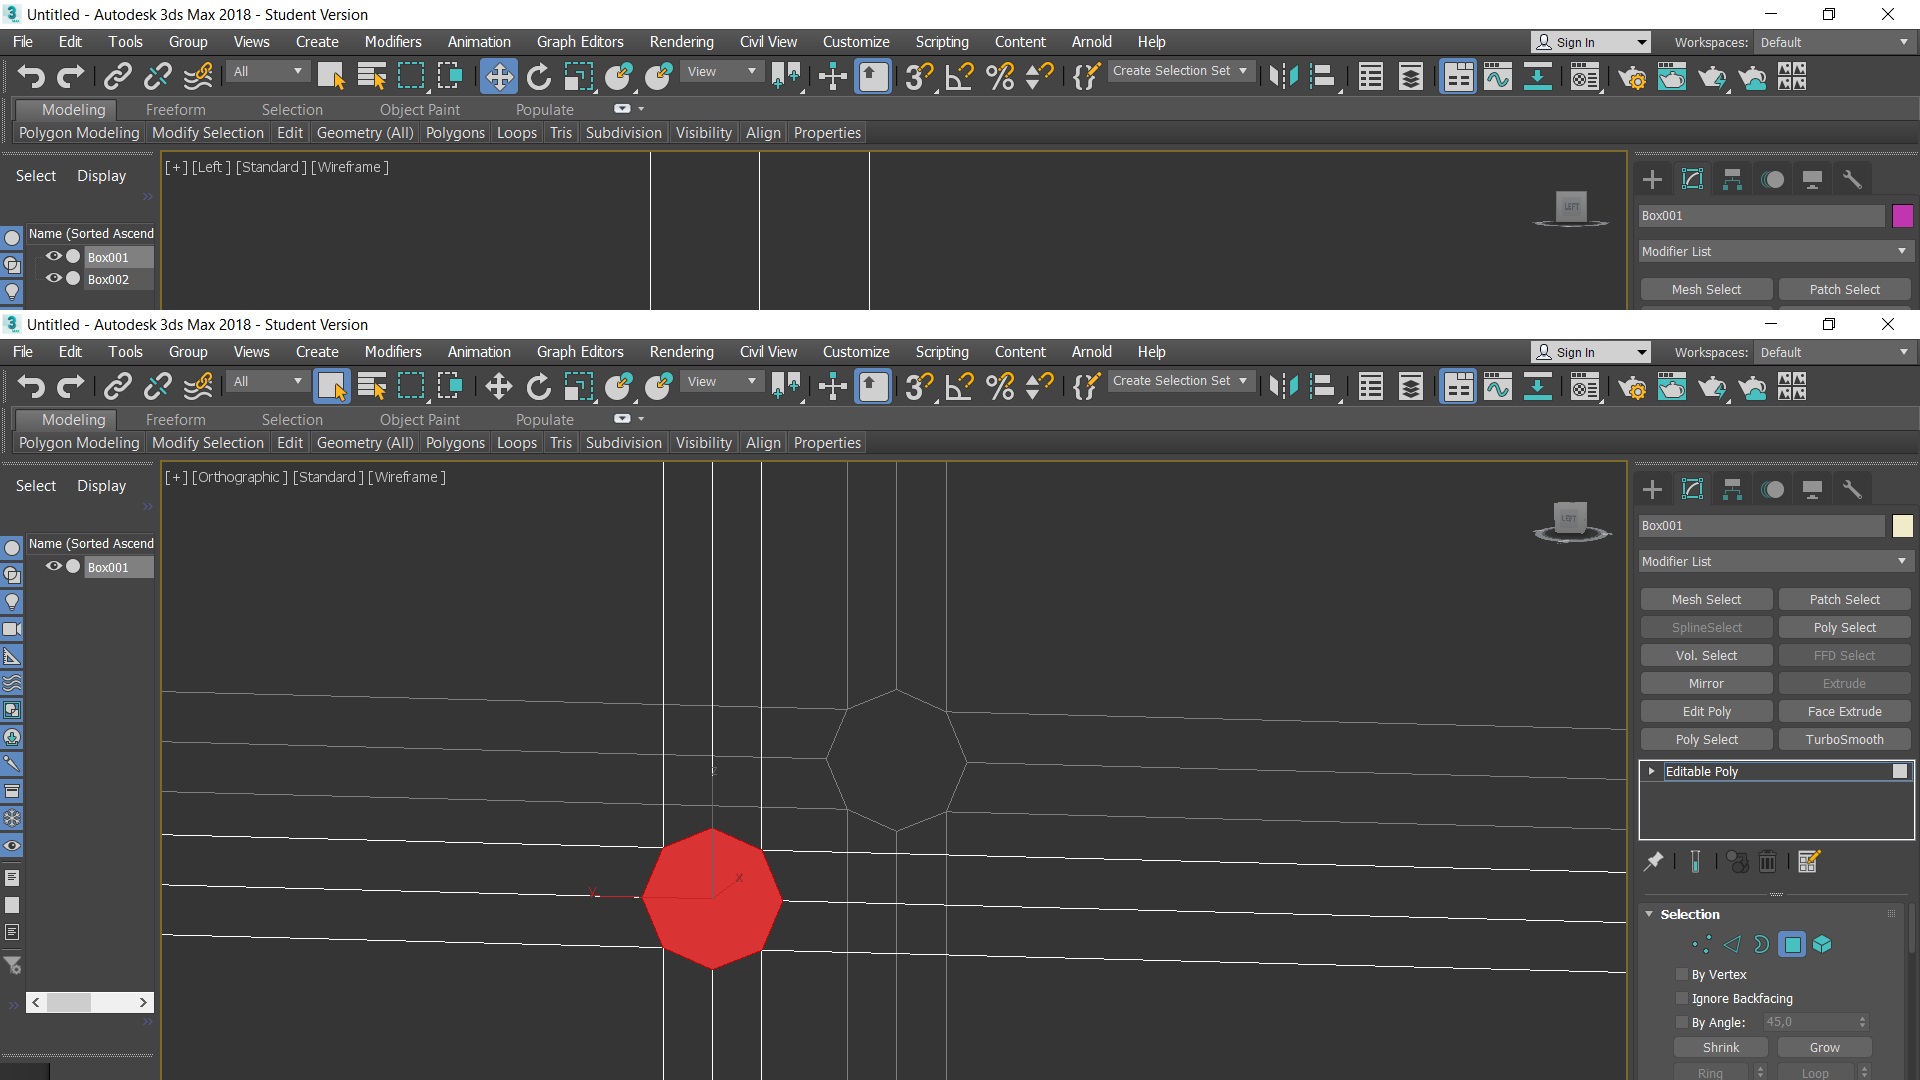 Untitled - Autodesk 3ds Max 2018 - Student Version
File Edit Tools Group Views Create Modifiers Animation Graph Editors Rendering Civil View Customize Scripting Content Arnold Help Sign In Workspaces: Default
All View Create Selection Set
Modeling Freeform Selection Object Paint Populate
Polygon Modeling Modify Selection Edit Geometry (All) Polygons Loops Tris Subdivision Visibility Align Properties
Select Display
[+] [Left ] [Standard ] [Wireframe ]
LEFT
Name (Sorted Ascend
Box001
Box002
Box001
Modifier List
Mesh Select Patch Select
Untitled - Autodesk 3ds Max 2018 - Student Version
File Edit Tools Group Views Create Modifiers Animation Graph Editors Rendering Civil View Customize Scripting Content Arnold Help Sign In Workspaces: Default
All View Create Selection Set
Modeling Freeform Selection Object Paint Populate
Polygon Modeling Modify Selection Edit Geometry (All) Polygons Loops Tris Subdivision Visibility Align Properties
Select Display
[+] [Orthographic ] [Standard ] [Wireframe ]
LEFT
Name (Sorted Ascend
Box001
z
x
y
Box001
Modifier List
Mesh Select Patch Select
SplineSelect Poly Select
Vol. Select FFD Select
Mirror Extrude
Edit Poly Face Extrude
Poly Select TurboSmooth
Editable Poly
Selection
By Vertex
Ignore Backfacing
By Angle: 45,0
Shrink Grow
Ring Loop